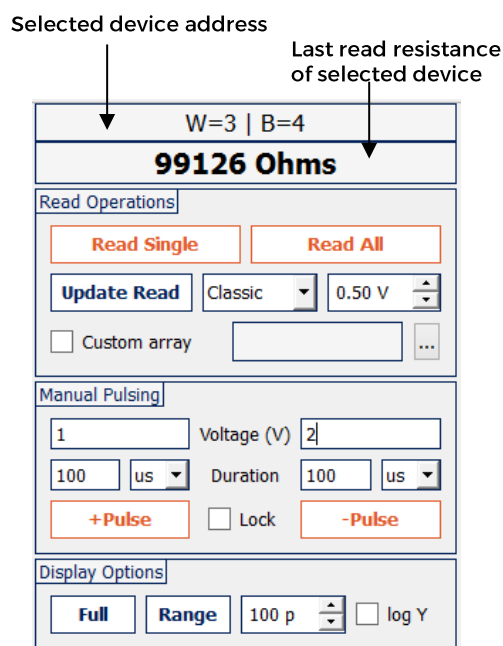 Selected device address
Last read resistance
of selected device
W=3 | B=4
99126 Ohms
Read Operations
Read Single Read All
Update Read Classic 0.50 V
Custom array ...
Manual Pulsing
1 Voltage (V) 2
100 us Duration 100 us
+Pulse Lock -Pulse
Display Options
Full Range 100 p log Y